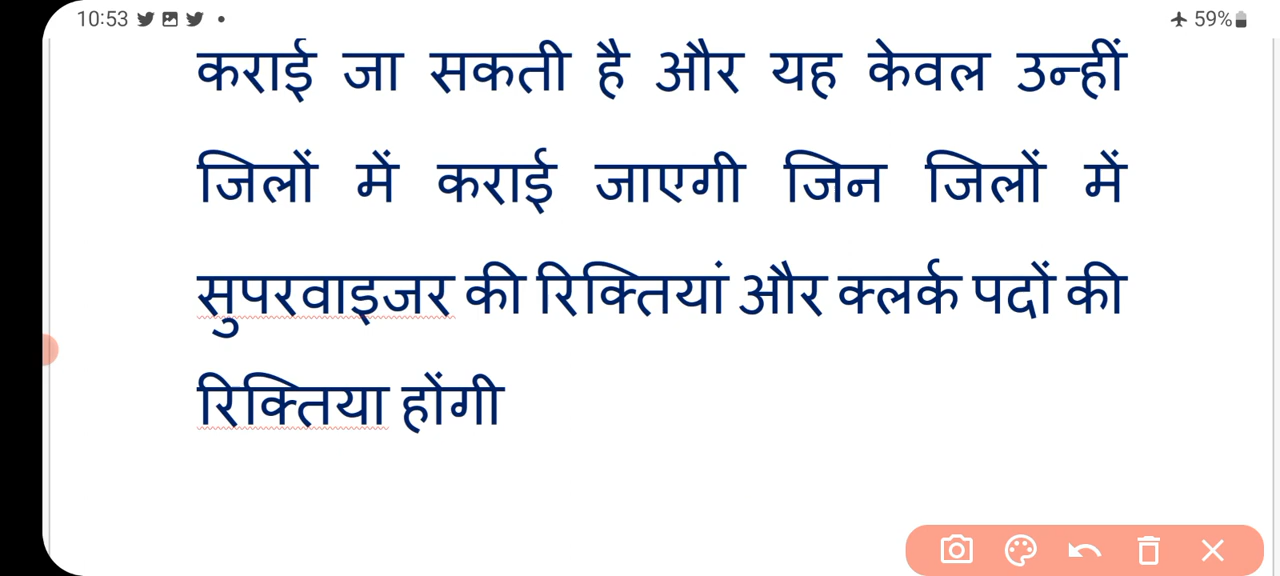 10:53
59%
कराई जा सकती है और यह केवल उन्हीं
जिलों में कराई जाएगी जिन जिलों में
सुपरवाइजर की रिक्तियां और क्लर्क पदों की
रिक्तिया होंगी